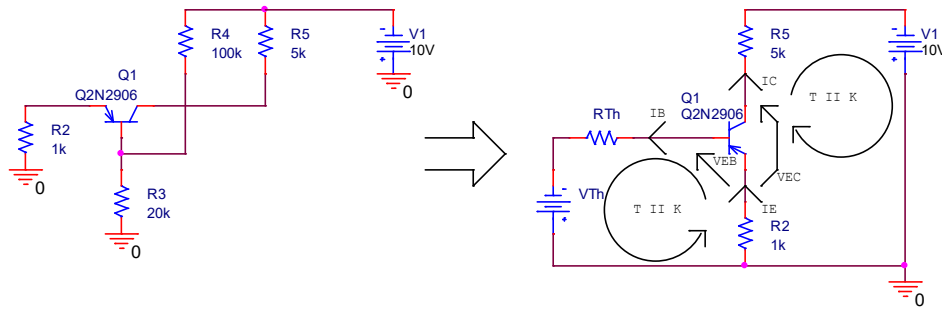 R4
100k
R5
5k
-
V1
10V
+
0
Q1
Q2N2906
R2
1k
0
R3
20k
0
R5
5k
-
V1
10V
+
0
IC
T II K
Q1
Q2N2906
RTh
IB
VEB
VEC
-
VTh
+
T II K
IE
R2
1k